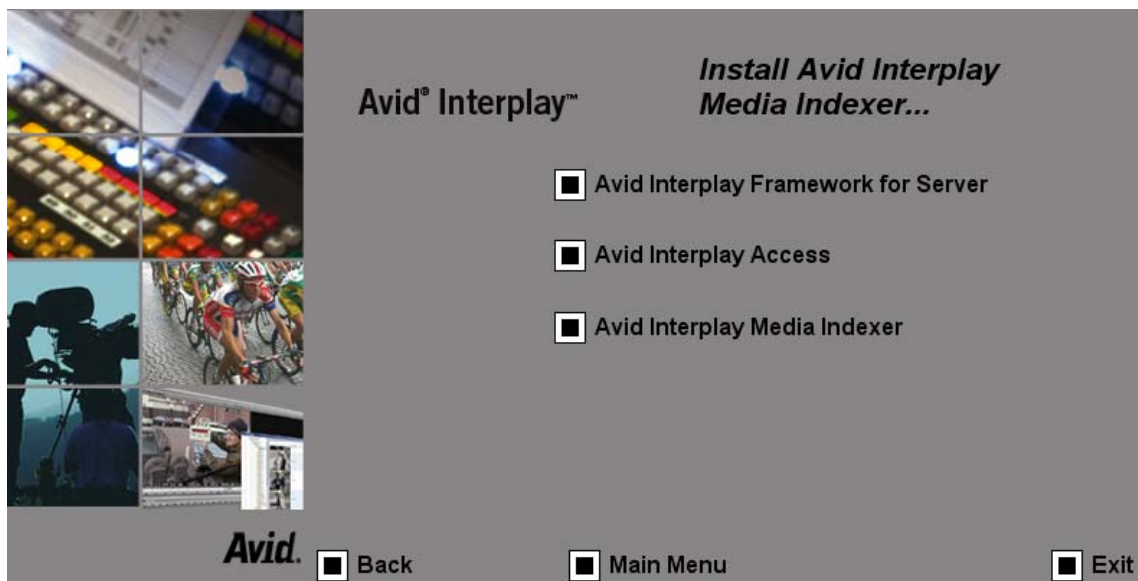 Avid® Interplay™
Install Avid Interplay
Media Indexer...
Avid Interplay Framework for Server
Avid Interplay Access
Avid Interplay Media Indexer
Avid.
Back
Main Menu
Exit